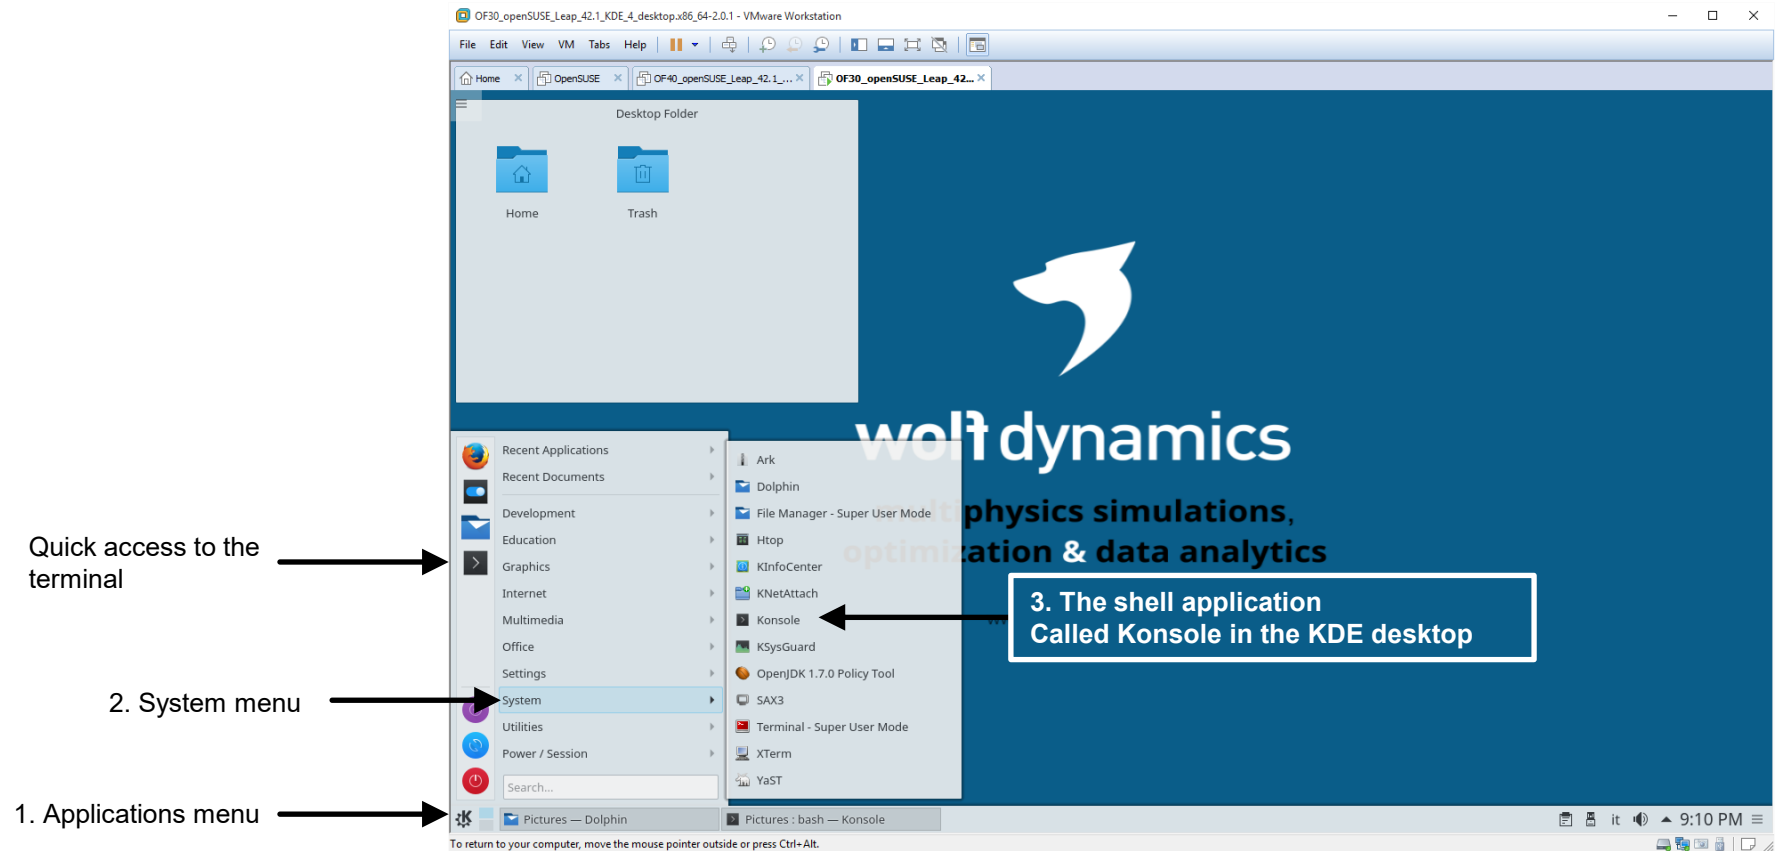 OF30_openSUSE_Leap_42.1_KDE_4_desktop.x86_64-2.0.1 - VMware Workstation
File Edit View VM Tabs Help
Home
OpenSUSE
OF40_openSUSE_Leap_42.1_...
OF30_openSUSE_Leap_42...
Desktop Folder
Home
Trash
wolf dynamics
multiphysics simulations,
optimization & data analytics
Quick access to the
terminal
2. System menu
1. Applications menu
Recent Applications
Recent Documents
Development
Education
Graphics
Internet
Multimedia
Office
Settings
System
Utilities
Power / Session
Search...
Ark
Dolphin
File Manager - Super User Mode
Htop
KInfoCenter
KNetAttach
Konsole
KSysGuard
OpenJDK 1.7.0 Policy Tool
SAX3
Terminal - Super User Mode
XTerm
YaST
3. The shell application
Called Konsole in the KDE desktop
Pictures — Dolphin
Pictures : bash — Konsole
it
9:10 PM
To return to your computer, move the mouse pointer outside or press Ctrl+Alt.